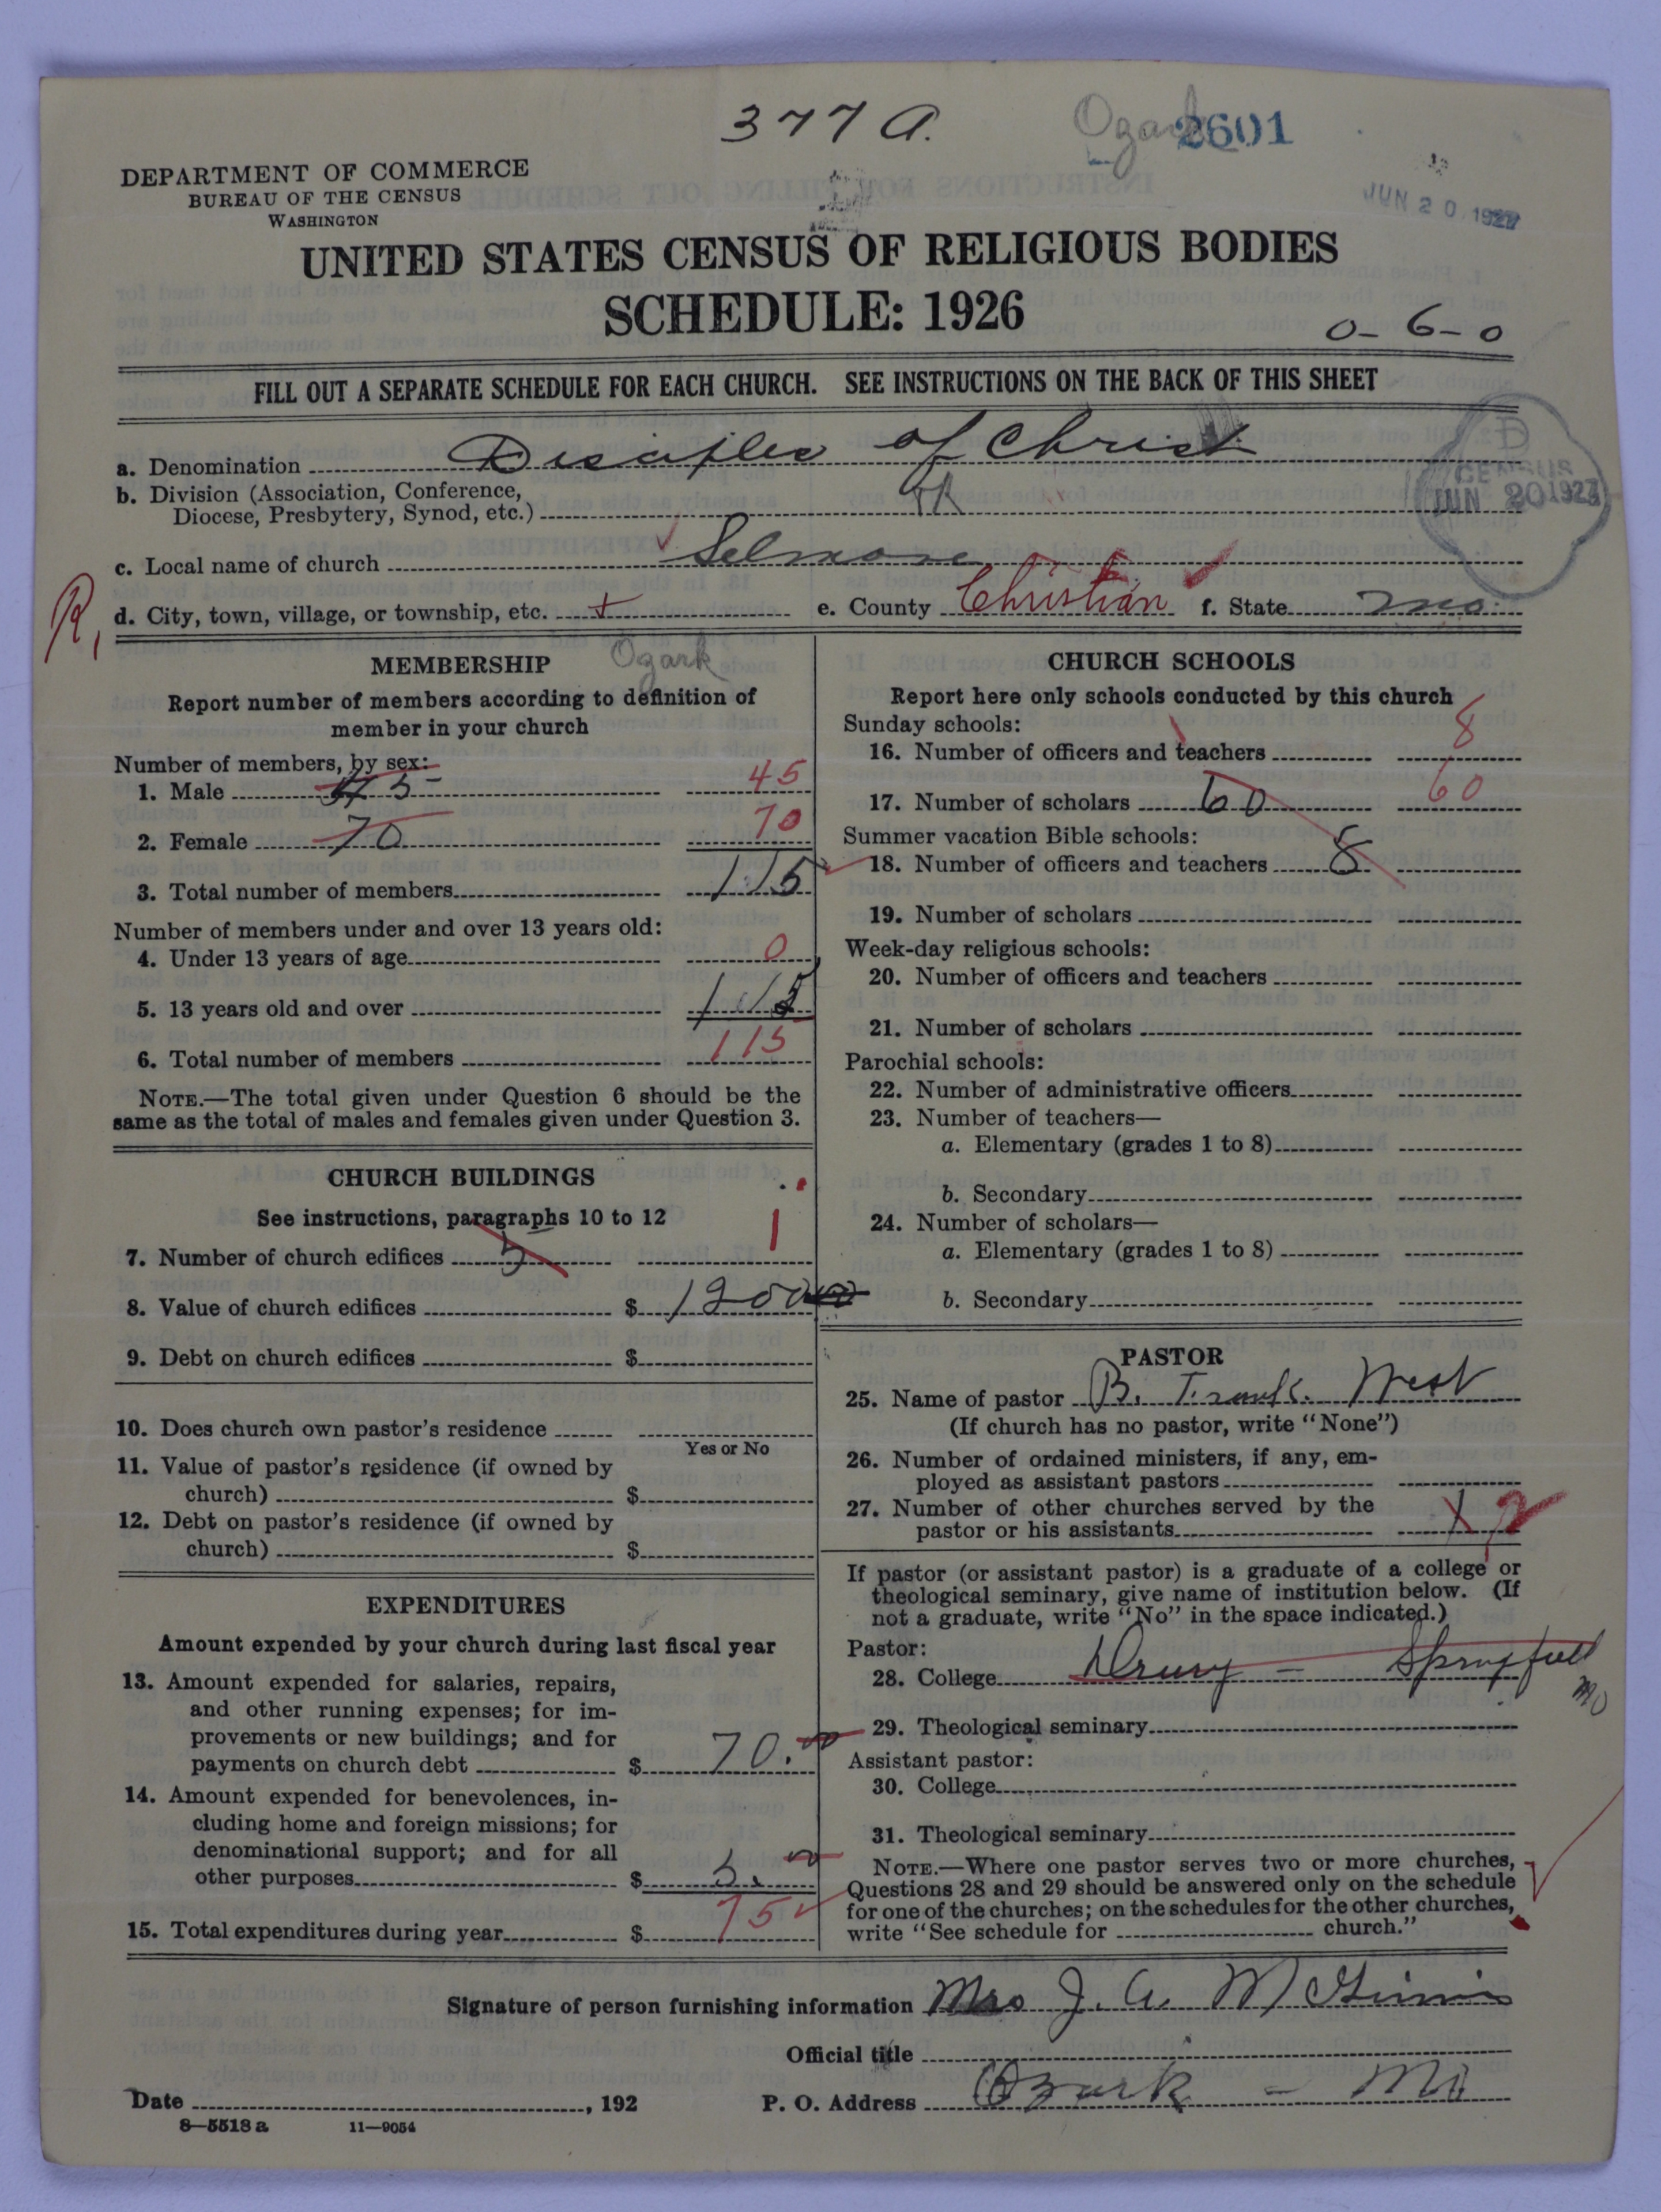 377 A.
Ozark
2601
JUN 20 1927
DEPARTMENT OF COMMERCE
BUREAU OF THE CENSUS
WASHINGTON
UNITED STATES CENSUS OF RELIGIOUS BODIES
SCHEDULE: 1926
0-6-0
FILL OUT A SEPARATE SCHEDULE FOR EACH CHURCH. SEE INSTRUCTIONS ON THE BACK OF THIS SHEET
a. Denomination Disciples of Christ
b. Division (Association, Conference,
Diocese, Presbytery, Synod, etc.)
CENSUS
JUN 20 1927
c. Local name of church Selmore
R,
d. City, town, village, or township, etc. + e. County Christian f. State Mo.
MEMBERSHIP
Ozark
Report number of members according to definition of
member in your church
Number of members, by sex:
1. Male 45 45
2. Female 70 70
3. Total number of members 115
Number of members under and over 13 years old:
4. Under 13 years of age 0
5. 13 years old and over 115
6. Total number of members 115
NOTE.—The total given under Question 6 should be the
same as the total of males and females given under Question 3.
CHURCH BUILDINGS
See instructions, paragraphs 10 to 12
7. Number of church edifices 5 1
8. Value of church edifices $ 1200
9. Debt on church edifices $
10. Does church own pastor's residence
Yes or No
11. Value of pastor's residence (if owned by
church) $
12. Debt on pastor's residence (if owned by
church) $
EXPENDITURES
Amount expended by your church during last fiscal year
13. Amount expended for salaries, repairs,
and other running expenses; for im-
provements or new buildings; and for
payments on church debt $ 70.00
14. Amount expended for benevolences, in-
cluding home and foreign missions; for
denominational support; and for all
other purposes $ 5.00
15. Total expenditures during year $ 75
CHURCH SCHOOLS
Report here only schools conducted by this church
Sunday schools:
16. Number of officers and teachers 8
17. Number of scholars 60 60
Summer vacation Bible schools:
18. Number of officers and teachers 8
19. Number of scholars
Week-day religious schools:
20. Number of officers and teachers
21. Number of scholars
Parochial schools:
22. Number of administrative officers
23. Number of teachers—
a. Elementary (grades 1 to 8)
b. Secondary
24. Number of scholars—
a. Elementary (grades 1 to 8)
b. Secondary
PASTOR
25. Name of pastor B. Frank. West
(If church has no pastor, write "None")
26. Number of ordained ministers, if any, em-
ployed as assistant pastors
27. Number of other churches served by the
pastor or his assistants
If pastor (or assistant pastor) is a graduate of a college or
theological seminary, give name of institution below. (If
not a graduate, write "No" in the space indicated.)
Pastor:
28. College Drury — Springfield
Mo
29. Theological seminary
Assistant pastor:
30. College
31. Theological seminary
NOTE.—Where one pastor serves two or more churches,
Questions 28 and 29 should be answered only on the schedule
for one of the churches; on the schedules for the other churches,
write "See schedule for church."
Signature of person furnishing information Mrs J. A. McGinnis
Official title
Date , 192 P. O. Address Ozark - Mo
8—5518 a 11—9054